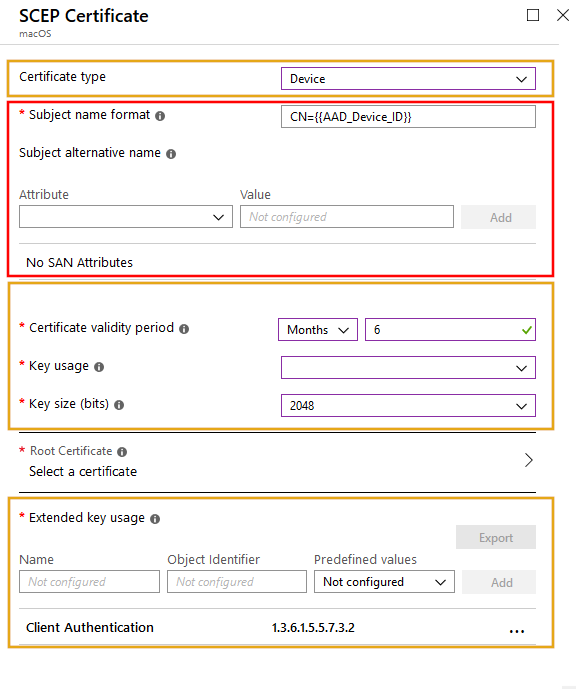 SCEP Certificate
macOS
Certificate type Device
* Subject name format CN={{AAD_Device_ID}}
Subject alternative name
Attribute Value
Not configured Add
No SAN Attributes
* Certificate validity period Months 6
* Key usage
* Key size (bits) 2048
* Root Certificate
Select a certificate
* Extended key usage
Export
Name Object Identifier Predefined values
Not configured Not configured Not configured Add
Client Authentication 1.3.6.1.5.5.7.3.2 ...